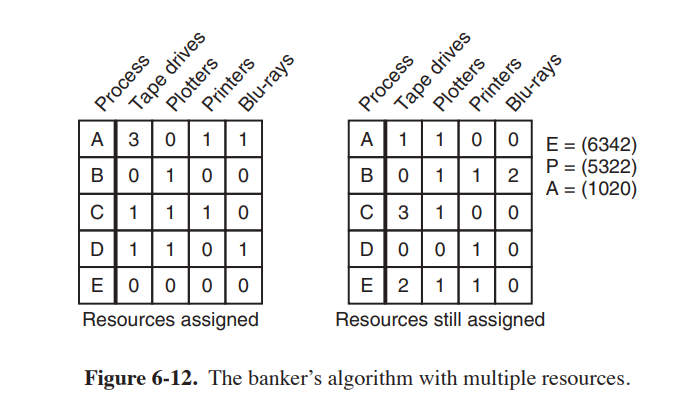 Process Tape drives Plotters Printers Blu-rays
A 3 0 1 1
B 0 1 0 0
C 1 1 1 0
D 1 1 0 1
E 0 0 0 0
Resources assigned
Process Tape drives Plotters Printers Blu-rays
A 1 1 0 0
B 0 1 1 2
C 3 1 0 0
D 0 0 1 0
E 2 1 1 0
Resources still assigned
E = (6342)
P = (5322)
A = (1020)
Figure 6-12. The banker’s algorithm with multiple resources.